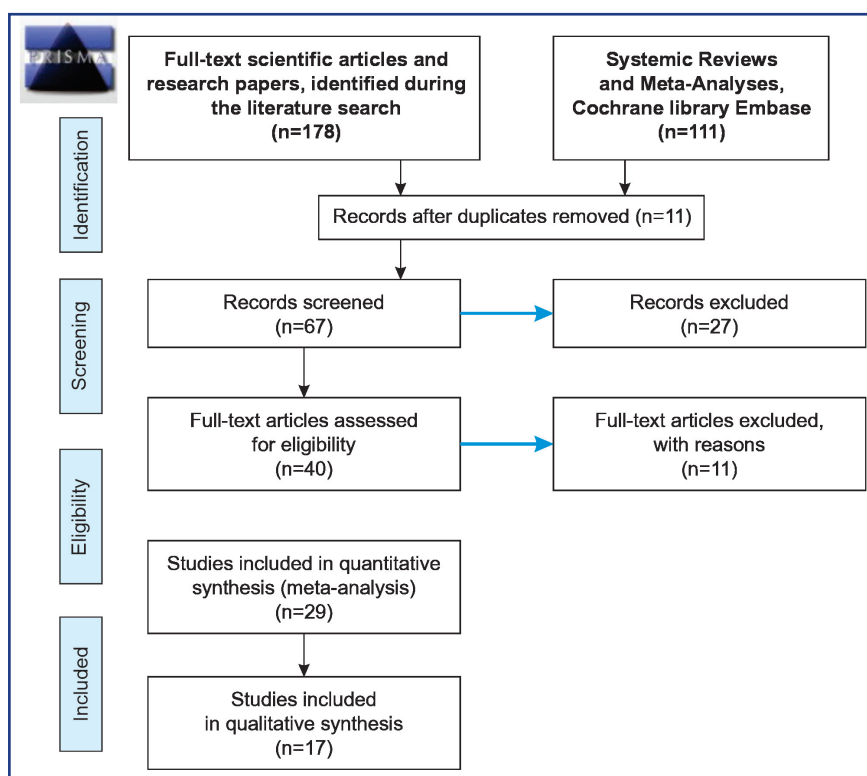 PRISMA
Full-text scientific articles and
research papers, identified during
the literature search
(n=178)
Systemic Reviews
and Meta-Analyses,
Cochrane library Embase
(n=111)
Identification
Records after duplicates removed (n=11)
Screening
Records screened
(n=67)
Records excluded
(n=27)
Full-text articles assessed
for eligibility
(n=40)
Full-text articles excluded,
with reasons
(n=11)
Eligibility
Studies included in quantitative
synthesis (meta-analysis)
(n=29)
Included
Studies included
in qualitative synthesis
(n=17)